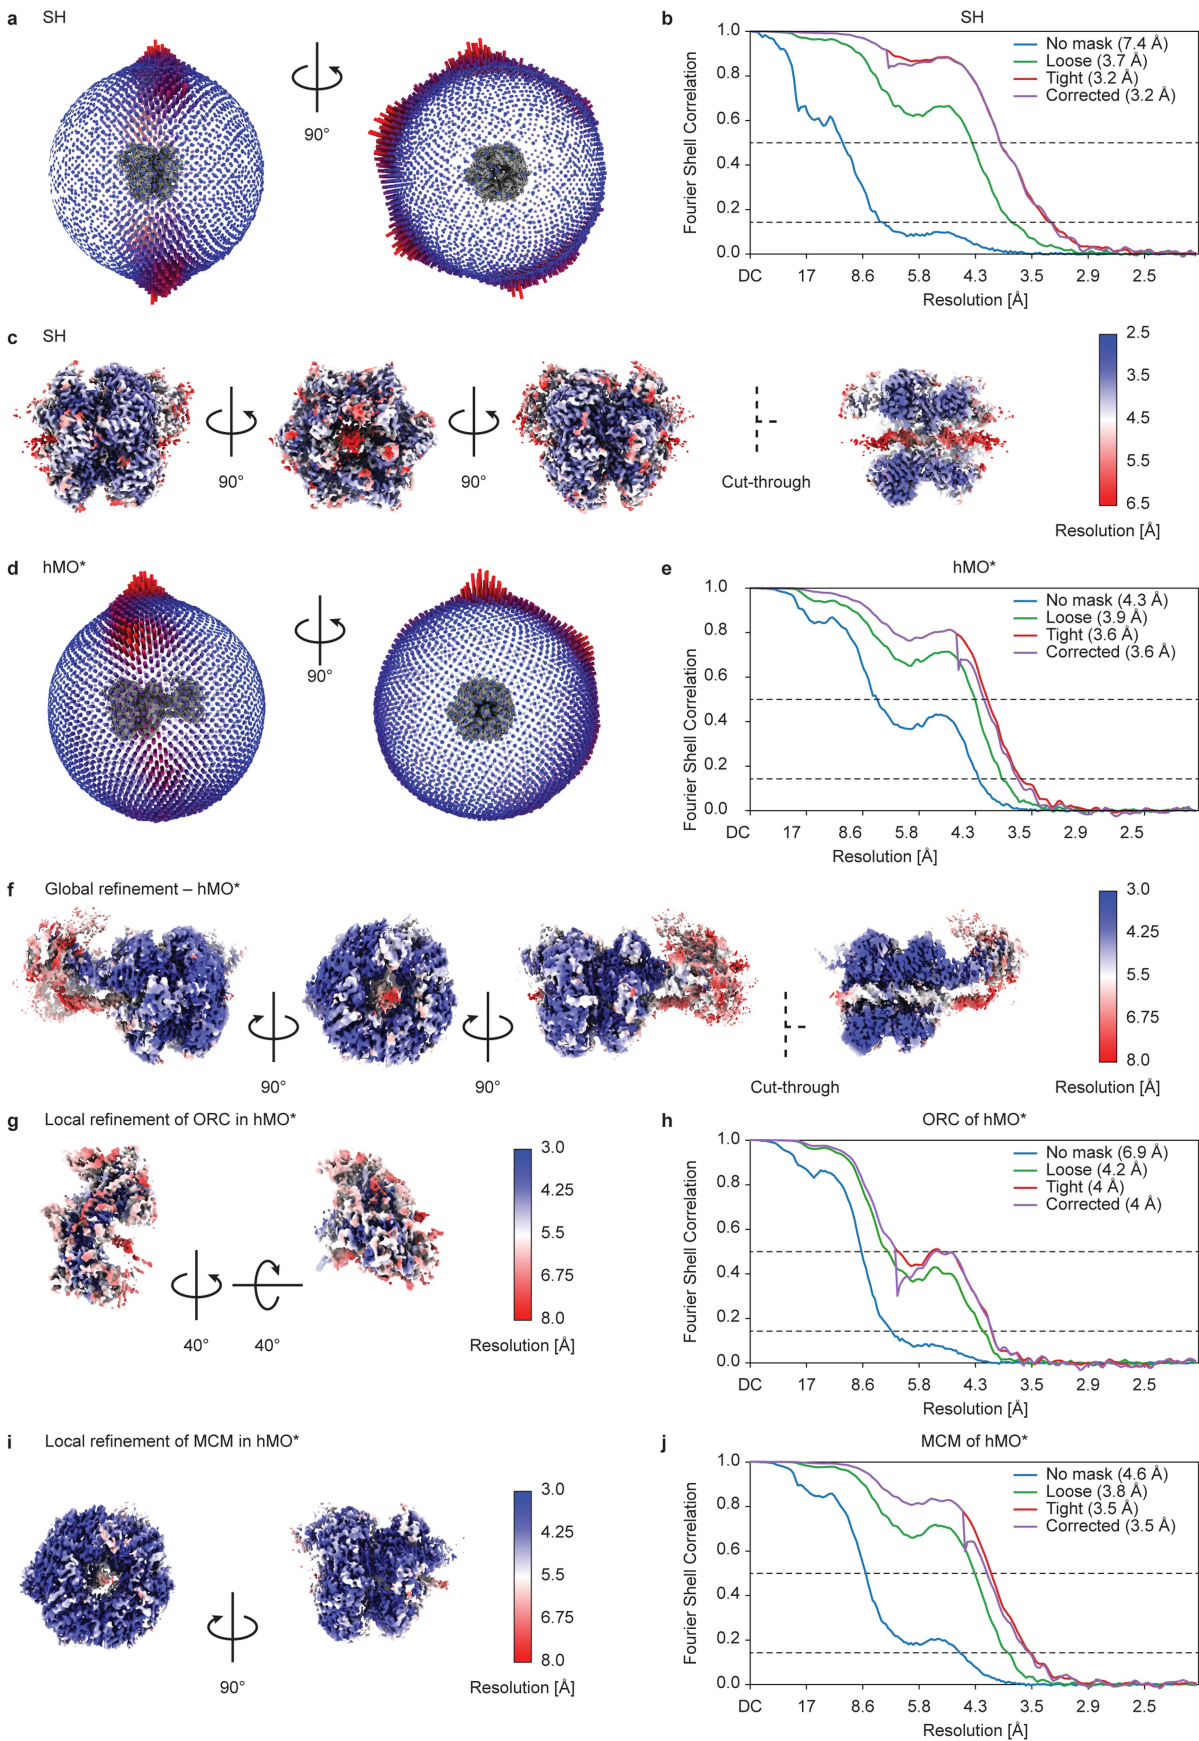 a SH
90°
b SH
1.0
0.8
0.6
0.4
0.2
0.0
Fourier Shell Correlation
No mask (7.4 Å)
Loose (3.7 Å)
Tight (3.2 Å)
Corrected (3.2 Å)
DC 17 8.6 5.8 4.3 3.5 2.9 2.5
Resolution [Å]
c SH
90°
90°
Cut-through
2.5
3.5
4.5
5.5
6.5
Resolution [Å]
d hMO*
90°
e hMO*
1.0
0.8
0.6
0.4
0.2
0.0
Fourier Shell Correlation
No mask (4.3 Å)
Loose (3.9 Å)
Tight (3.6 Å)
Corrected (3.6 Å)
DC 17 8.6 5.8 4.3 3.5 2.9 2.5
Resolution [Å]
f Global refinement – hMO*
90°
90°
Cut-through
3.0
4.25
5.5
6.75
8.0
Resolution [Å]
g Local refinement of ORC in hMO*
40°
40°
3.0
4.25
5.5
6.75
8.0
Resolution [Å]
h ORC of hMO*
1.0
0.8
0.6
0.4
0.2
0.0
Fourier Shell Correlation
No mask (6.9 Å)
Loose (4.2 Å)
Tight (4 Å)
Corrected (4 Å)
DC 17 8.6 5.8 4.3 3.5 2.9 2.5
Resolution [Å]
i Local refinement of MCM in hMO*
90°
3.0
4.25
5.5
6.75
8.0
Resolution [Å]
j MCM of hMO*
1.0
0.8
0.6
0.4
0.2
0.0
Fourier Shell Correlation
No mask (4.6 Å)
Loose (3.8 Å)
Tight (3.5 Å)
Corrected (3.5 Å)
DC 17 8.6 5.8 4.3 3.5 2.9 2.5
Resolution [Å]